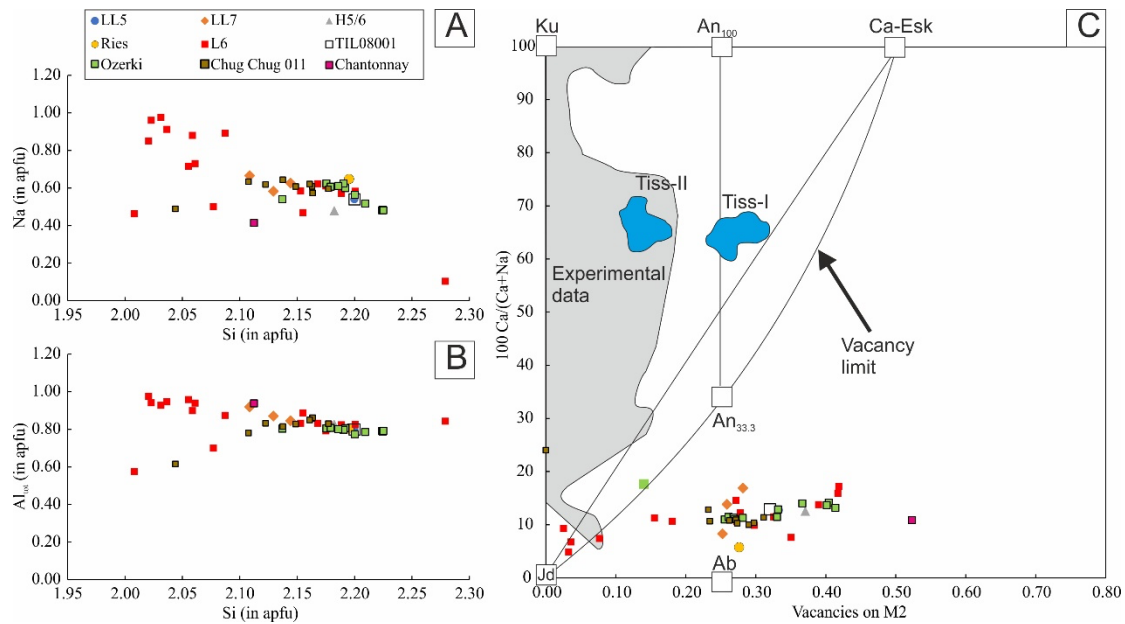 LL5 LL7 H5/6
Ries L6 TIL08001
Ozerki Chug Chug 011 Chantonnay
A
1.20
1.00
0.80
0.60
0.40
0.20
0.00
Na (in apfu)
1.95 2.00 2.05 2.10 2.15 2.20 2.25 2.30
Si (in apfu)
B
1.20
1.00
0.80
0.60
0.40
0.20
0.00
Al tot (in apfu)
1.95 2.00 2.05 2.10 2.15 2.20 2.25 2.30
Si (in apfu)
C
Ku An100 Ca-Esk
100
90
80
70
60
50
40
30
20
10
0
100 Ca/(Ca+Na)
Tiss-II
Tiss-I
Experimental
data
Vacancy
limit
An33.3
Ab
Jd
0.00 0.10 0.20 0.30 0.40 0.50 0.60 0.70 0.80
Vacancies on M2